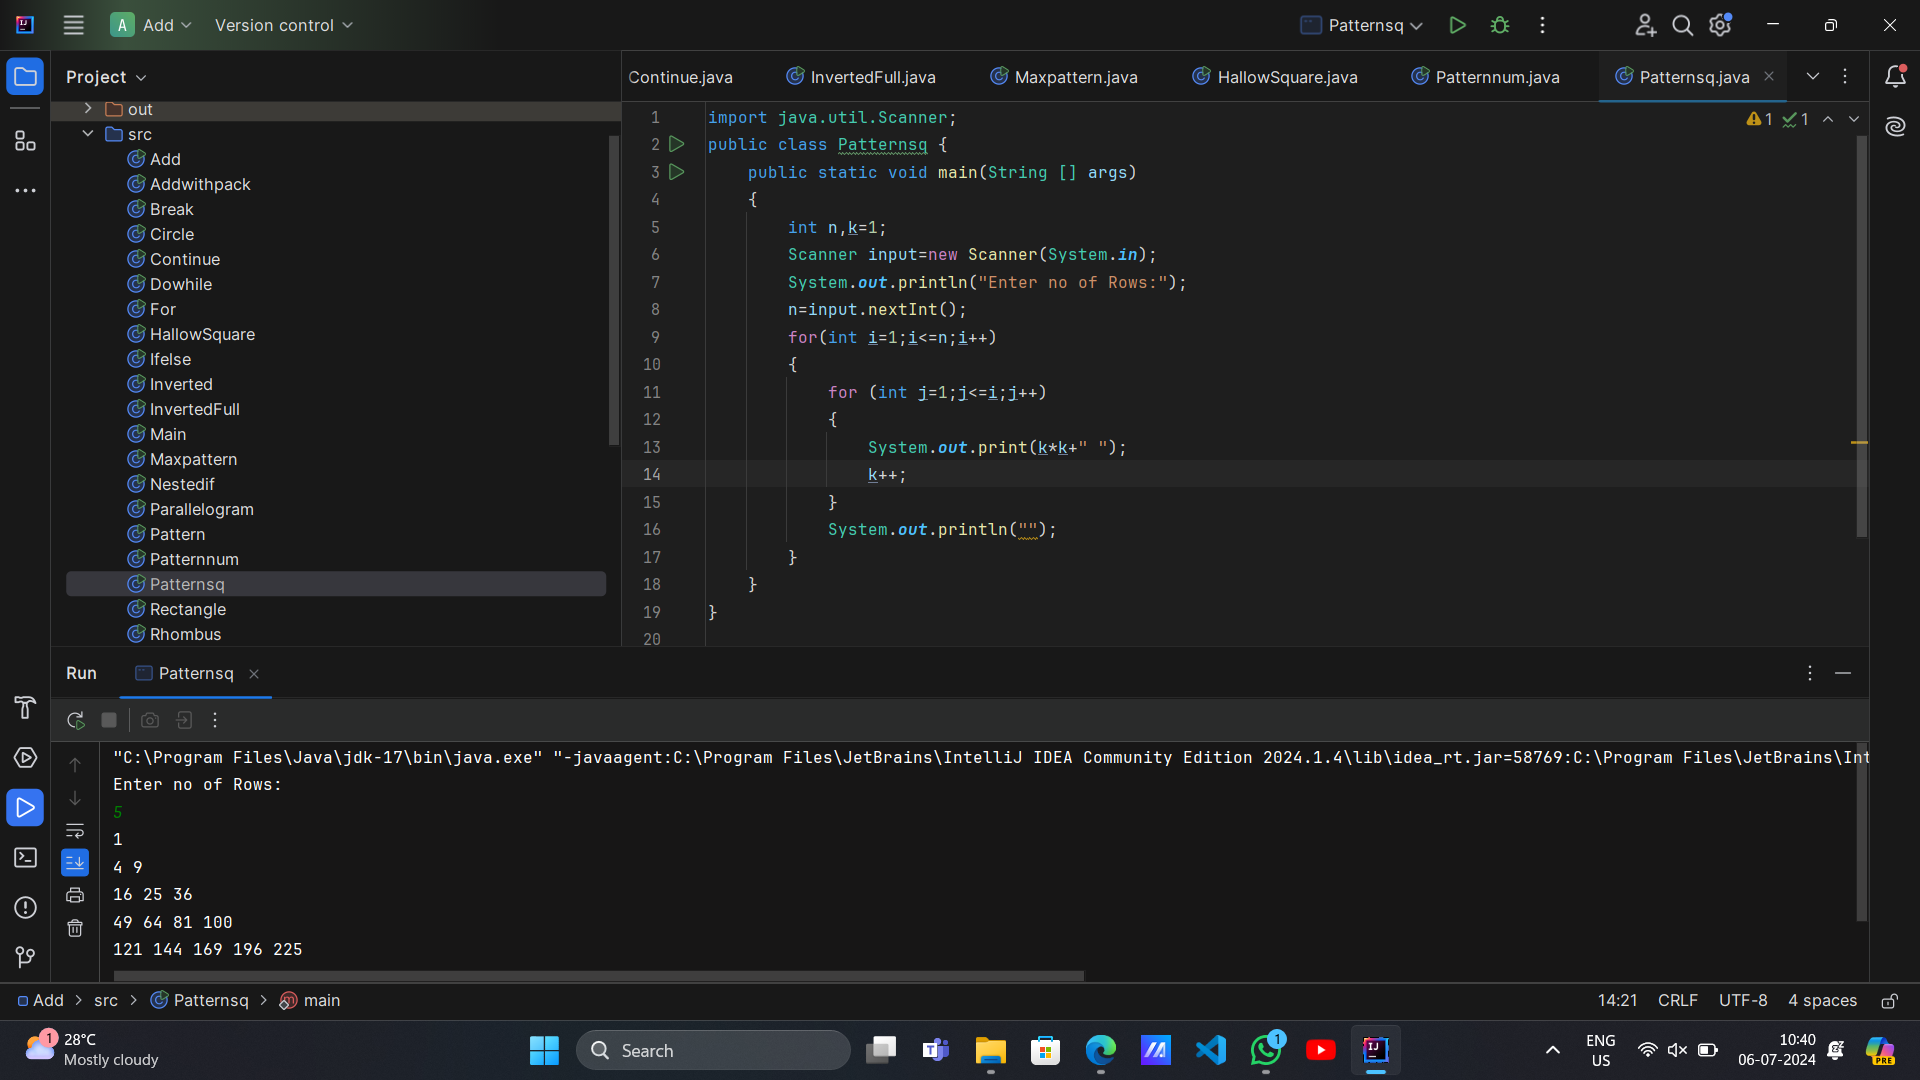 A Add Version control Patternsq
Project
Continue.java InvertedFull.java Maxpattern.java HallowSquare.java Patternnum.java Patternsq.java
out
src
Add
Addwithpack
Break
Circle
Continue
Dowhile
For
HallowSquare
Ifelse
Inverted
InvertedFull
Main
Maxpattern
Nestedif
Parallelogram
Pattern
Patternnum
Patternsq
Rectangle
Rhombus
1 1
1 import java.util.Scanner;
2 public class Patternsq {
3 public static void main(String [] args)
4 {
5 int n,k=1;
6 Scanner input=new Scanner(System.in);
7 System.out.println("Enter no of Rows:");
8 n=input.nextInt();
9 for(int i=1;i<=n;i++)
10 {
11 for (int j=1;j<=i;j++)
12 {
13 System.out.print(k*k+" ");
14 k++;
15 }
16 System.out.println("");
17 }
18 }
19 }
20
Run Patternsq
"C:\Program Files\Java\jdk-17\bin\java.exe" "-javaagent:C:\Program Files\JetBrains\IntelliJ IDEA Community Edition 2024.1.4\lib\idea_rt.jar=58769:C:\Program Files\JetBrains\Int
Enter no of Rows:
5
1
4 9
16 25 36
49 64 81 100
121 144 169 196 225
Add src Patternsq main 14:21 CRLF UTF-8 4 spaces
1 28°C
Mostly cloudy
Search
1
ENG
US
10:40
06-07-2024
PRE